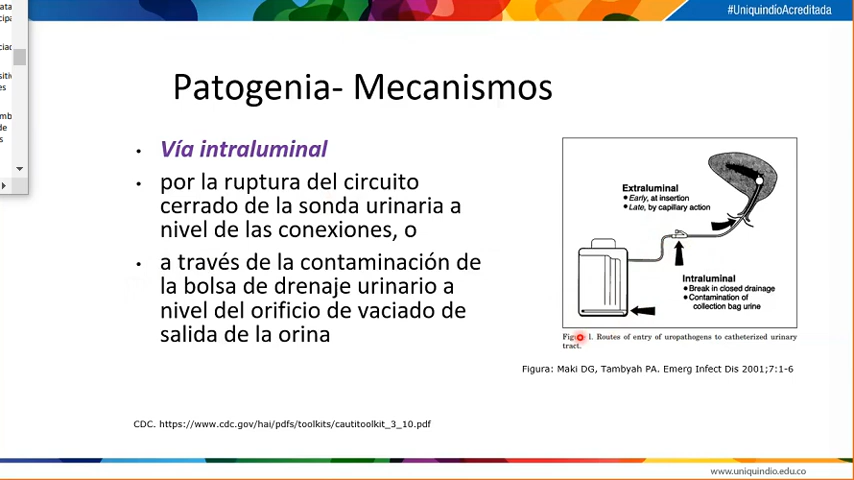 #UniquindioAcreditada
Patogenia- Mecanismos
• Vía intraluminal
• por la ruptura del circuito
cerrado de la sonda urinaria a
nivel de las conexiones, o
• a través de la contaminación de
la bolsa de drenaje urinario a
nivel del orificio de vaciado de
salida de la orina
Extraluminal
• Early, at insertion
• Late, by capillary action
Intraluminal
• Break in closed drainage
• Contamination of
collection bag urine
1. Routes of entry of uropathogens to catheterized urinary
tract.
Figura: Maki DG, Tambyah PA. Emerg Infect Dis 2001;7:1-6
CDC. https://www.cdc.gov/hai/pdfs/toolkits/cautitoolkit_3_10.pdf
www.uniquindio.edu.co